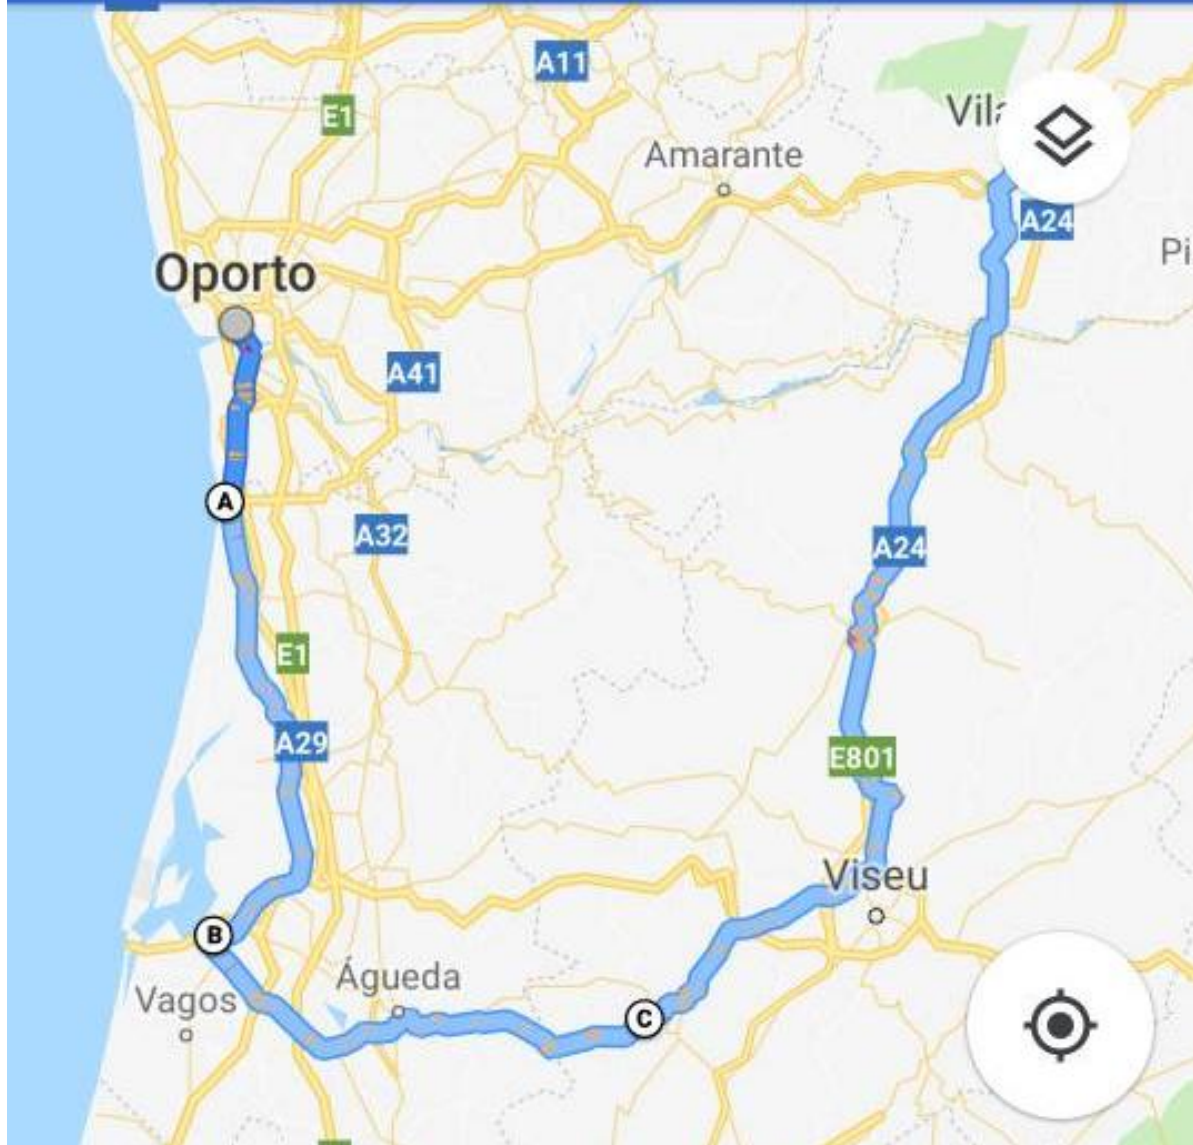 A11
E1
Vila
Amarante
A24
Pi
Oporto
A41
A
A32
A24
E1
A29
E801
Viseu
B
Águeda
Vagos
C